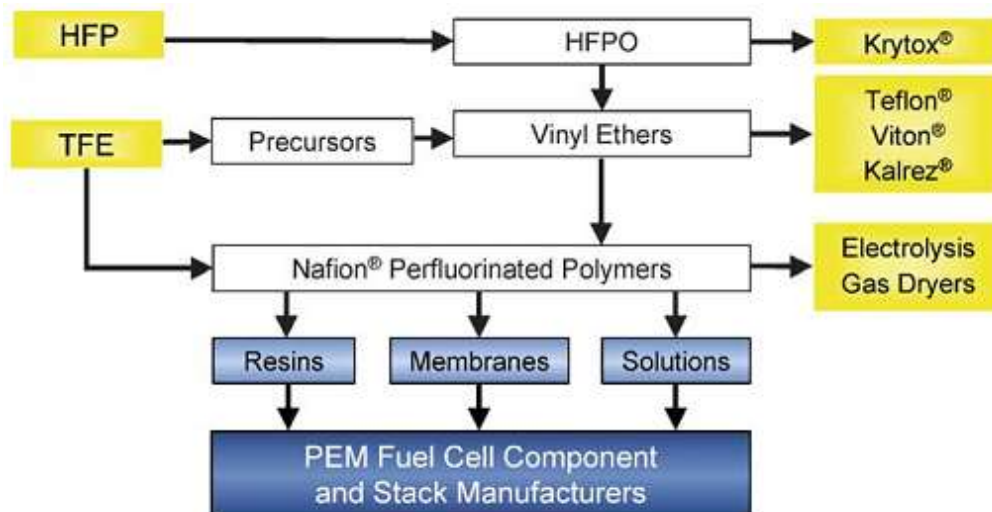 HFP
HFPO
Krytox®
TFE
Precursors
Vinyl Ethers
Teflon®
Viton®
Kalrez®
Nafion® Perfluorinated Polymers
Electrolysis
Gas Dryers
Resins
Membranes
Solutions
PEM Fuel Cell Component
and Stack Manufacturers